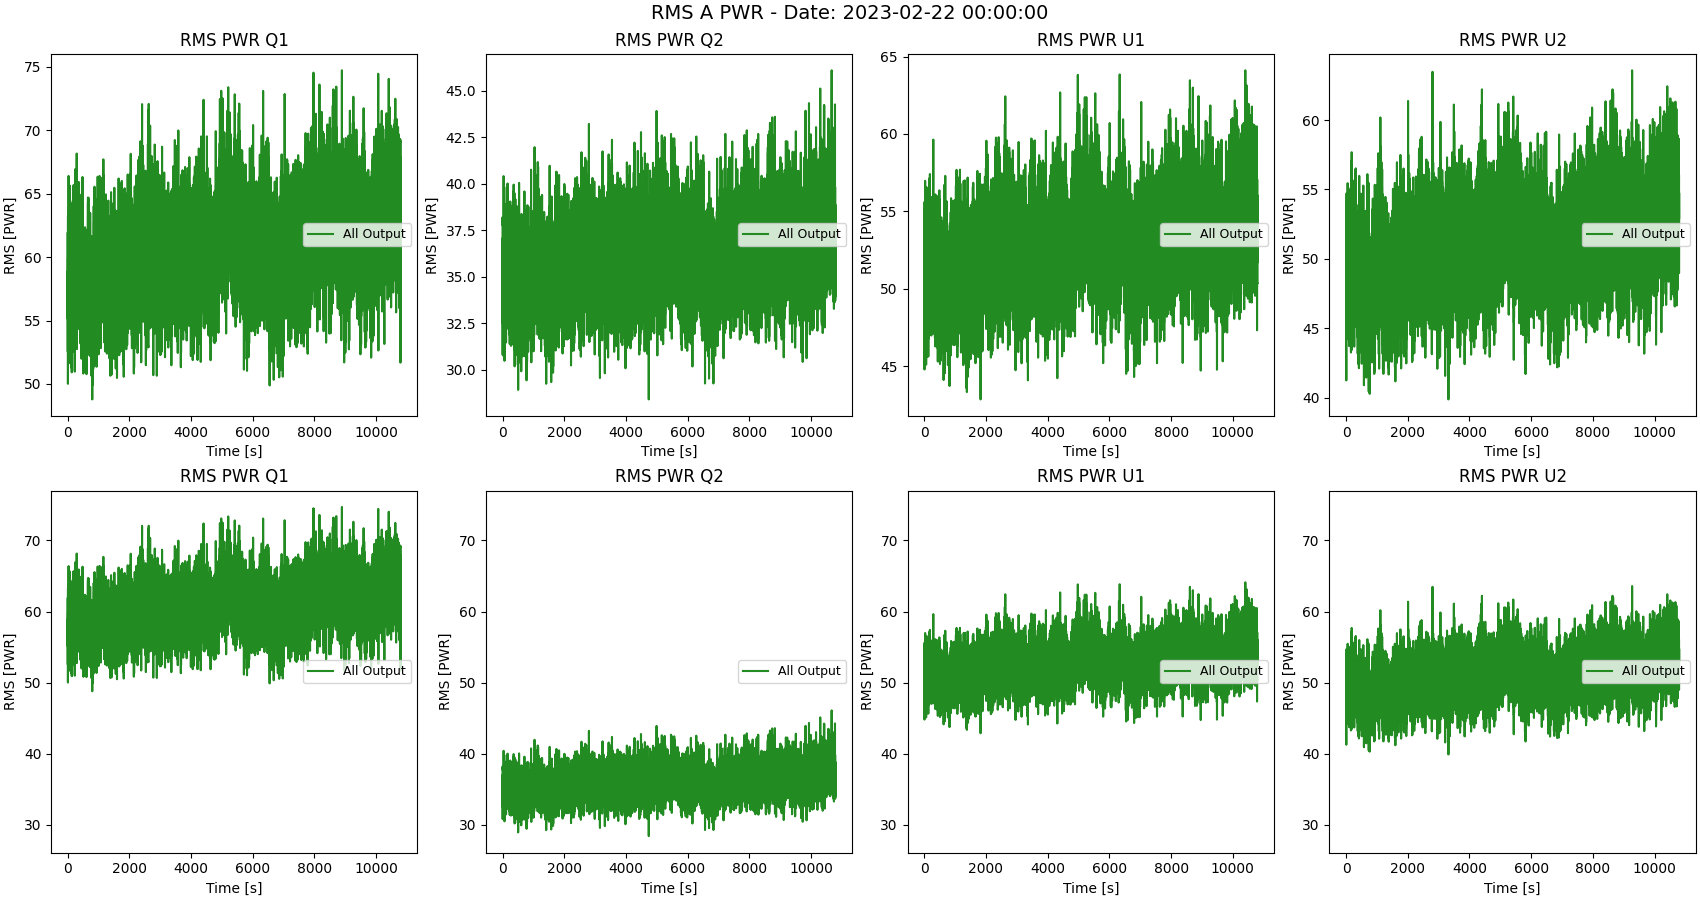 RMS A PWR - Date: 2023-02-22 00:00:00
RMS PWR Q1
RMS [PWR]
75
70
65
60
55
50
All Output
0 2000 4000 6000 8000 10000
Time [s]
RMS PWR Q2
RMS [PWR]
45.0
42.5
40.0
37.5
35.0
32.5
30.0
All Output
0 2000 4000 6000 8000 10000
Time [s]
RMS PWR U1
RMS [PWR]
65
60
55
50
45
All Output
0 2000 4000 6000 8000 10000
Time [s]
RMS PWR U2
RMS [PWR]
60
55
50
45
40
All Output
0 2000 4000 6000 8000 10000
Time [s]
RMS PWR Q1
RMS [PWR]
70
60
50
40
30
All Output
0 2000 4000 6000 8000 10000
Time [s]
RMS PWR Q2
RMS [PWR]
70
60
50
40
30
All Output
0 2000 4000 6000 8000 10000
Time [s]
RMS PWR U1
RMS [PWR]
70
60
50
40
30
All Output
0 2000 4000 6000 8000 10000
Time [s]
RMS PWR U2
RMS [PWR]
70
60
50
40
30
All Output
0 2000 4000 6000 8000 10000
Time [s]